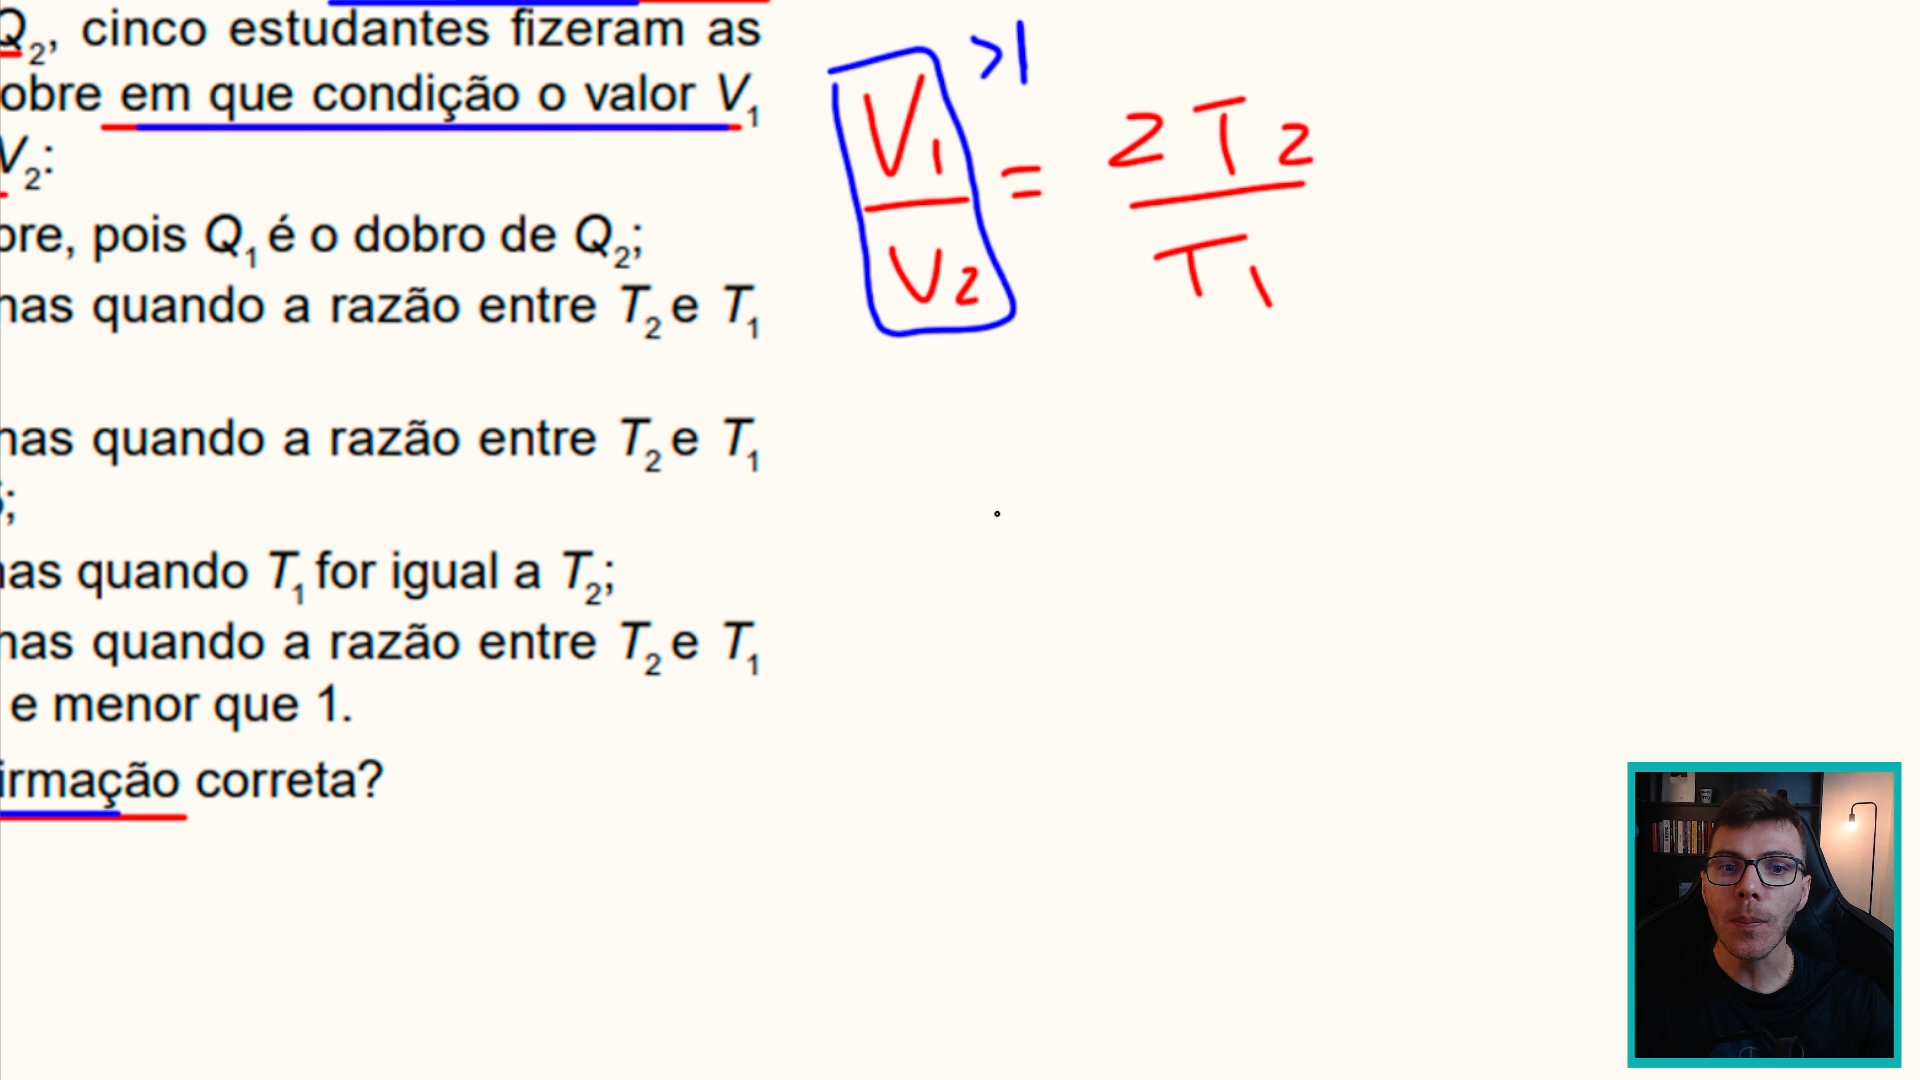 Q₂, cinco estudantes fizeram as
obre em que condição o valor V₁
V₂:
bre, pois Q₁ é o dobro de Q₂;
nas quando a razão entre T₂ e T₁
nas quando a razão entre T₂ e T₁
;
nas quando T₁ for igual a T₂;
nas quando a razão entre T₂ e T₁
e menor que 1.
irmação correta?
V₁ / V₂ = 2 T₂ / T₁
>1